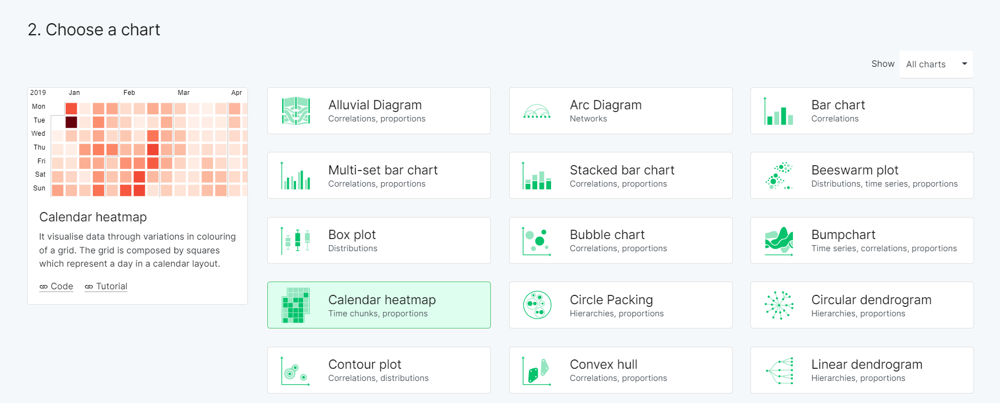 2. Choose a chart
Show
All charts
2019 Jan Feb Mar Apr
Mon
Tue
Wed
Thu
Fri
Sat
Sun
Calendar heatmap
It visualise data through variations in colouring
of a grid. The grid is composed by squares
which represent a day in a calendar layout.
Code
Tutorial
Alluvial Diagram
Correlations, proportions
Arc Diagram
Networks
Bar chart
Correlations
Multi-set bar chart
Correlations, proportions
Stacked bar chart
Correlations, proportions
Beeswarm plot
Distributions, time series, proportions
Box plot
Distributions
Bubble chart
Correlations, proportions
Bumpchart
Time series, correlations, proportions
Calendar heatmap
Time chunks, proportions
Circle Packing
Hierarchies, proportions
Circular dendrogram
Hierarchies, proportions
Contour plot
Correlations, distributions
Convex hull
Correlations, proportions
Linear dendrogram
Hierarchies, proportions